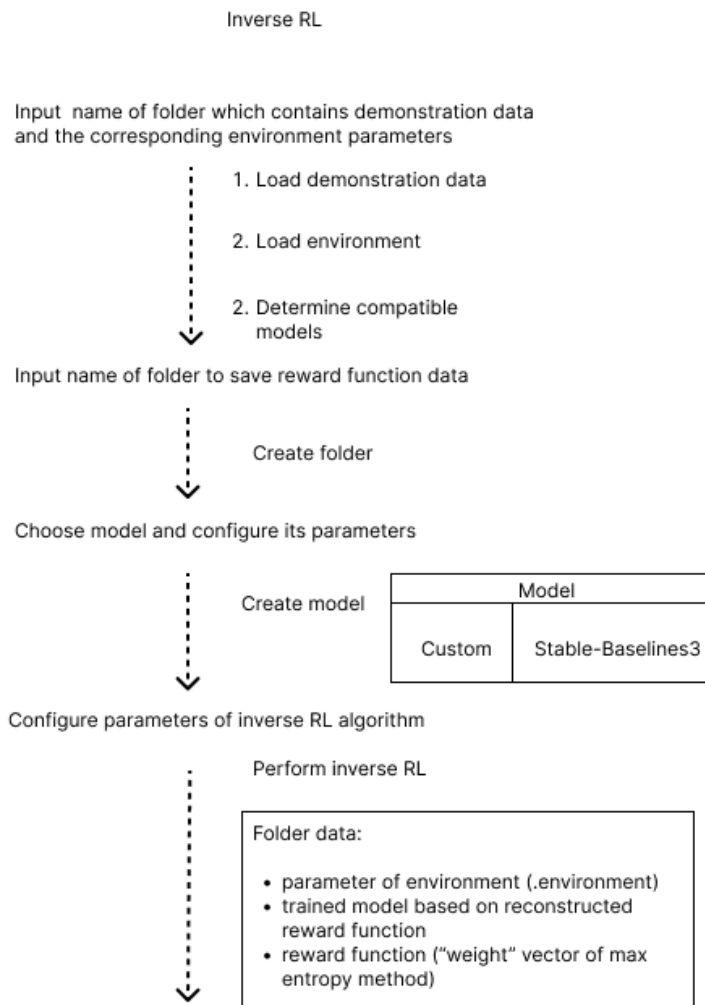 Inverse RL
Input name of folder which contains demonstration data
and the corresponding environment parameters
1. Load demonstration data
2. Load environment
2. Determine compatible
models
Input name of folder to save reward function data
Create folder
Choose model and configure its parameters
Create model
Model
Custom
Stable-Baselines3
Configure parameters of inverse RL algorithm
Perform inverse RL
Folder data:
• parameter of environment (.environment)
• trained model based on reconstructed
reward function
• reward function (“weight” vector of max
entropy method)